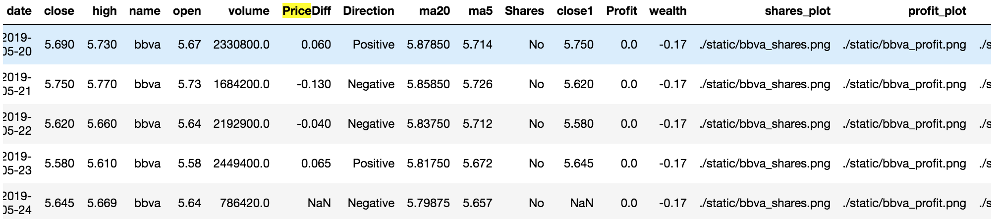 date close high name open volume PriceDiff Direction ma20 ma5 Shares close1 Profit wealth shares_plot profit_plot
2019-05-20 5.690 5.730 bbva 5.67 2330800.0 0.060 Positive 5.87850 5.714 No 5.750 0.0 -0.17 ./static/bbva_shares.png ./static/bbva_profit.png ./s
2019-05-21 5.750 5.770 bbva 5.73 1684200.0 -0.130 Negative 5.85850 5.726 No 5.620 0.0 -0.17 ./static/bbva_shares.png ./static/bbva_profit.png ./s
2019-05-22 5.620 5.660 bbva 5.64 2192900.0 -0.040 Negative 5.83750 5.712 No 5.580 0.0 -0.17 ./static/bbva_shares.png ./static/bbva_profit.png ./s
2019-05-23 5.580 5.610 bbva 5.58 2449400.0 0.065 Positive 5.81750 5.672 No 5.645 0.0 -0.17 ./static/bbva_shares.png ./static/bbva_profit.png ./s
2019-05-24 5.645 5.669 bbva 5.64 786420.0 NaN Negative 5.79875 5.657 No NaN 0.0 -0.17 ./static/bbva_shares.png ./static/bbva_profit.png ./s